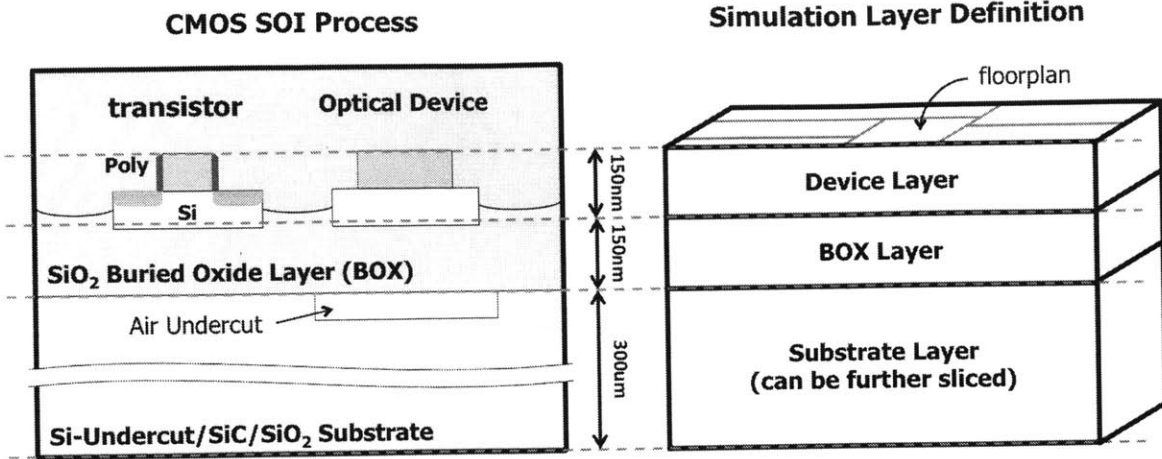 CMOS SOI Process
transistor
Optical Device
Poly
Si
SiO₂ Buried Oxide Layer (BOX)
Air Undercut
Si-Undercut/SiC/SiO₂ Substrate
150nm
150nm
300um
Simulation Layer Definition
floorplan
Device Layer
BOX Layer
Substrate Layer
(can be further sliced)